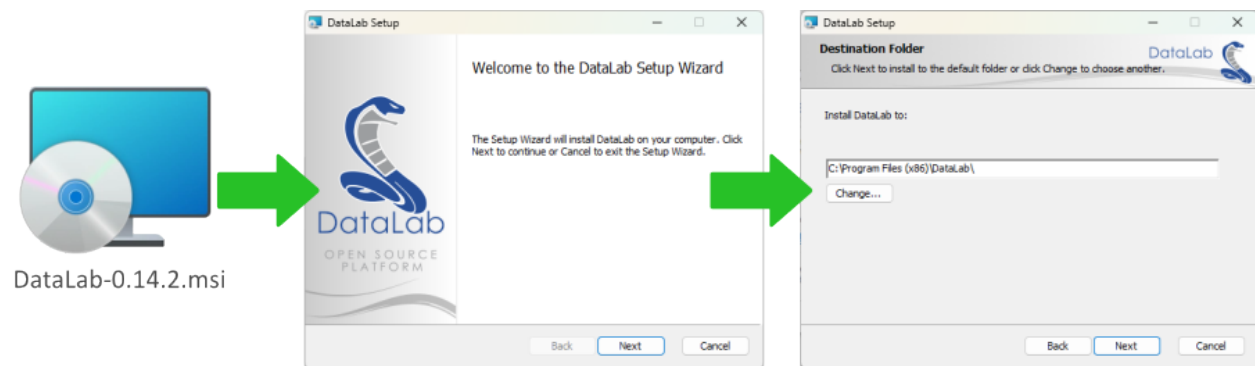 DataLab-0.14.2.msi
DataLab Setup
Welcome to the DataLab Setup Wizard
The Setup Wizard will install DataLab on your computer. Click
Next to continue or Cancel to exit the Setup Wizard.
DataLab
OPEN SOURCE
PLATFORM
Back
Next
Cancel
DataLab Setup
Destination Folder
Click Next to install to the default folder or click Change to choose another.
DataLab
Install DataLab to:
C:\Program Files (x86)\DataLab\
Change...
Back
Next
Cancel